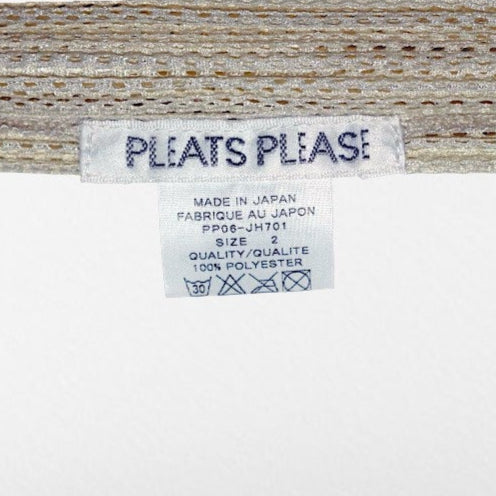 PLEATS PLEASE
MADE IN JAPAN
FABRIQUE AU JAPON
PP06-JH701
SIZE 2
QUALITY/QUALITE
100% POLYESTER
30